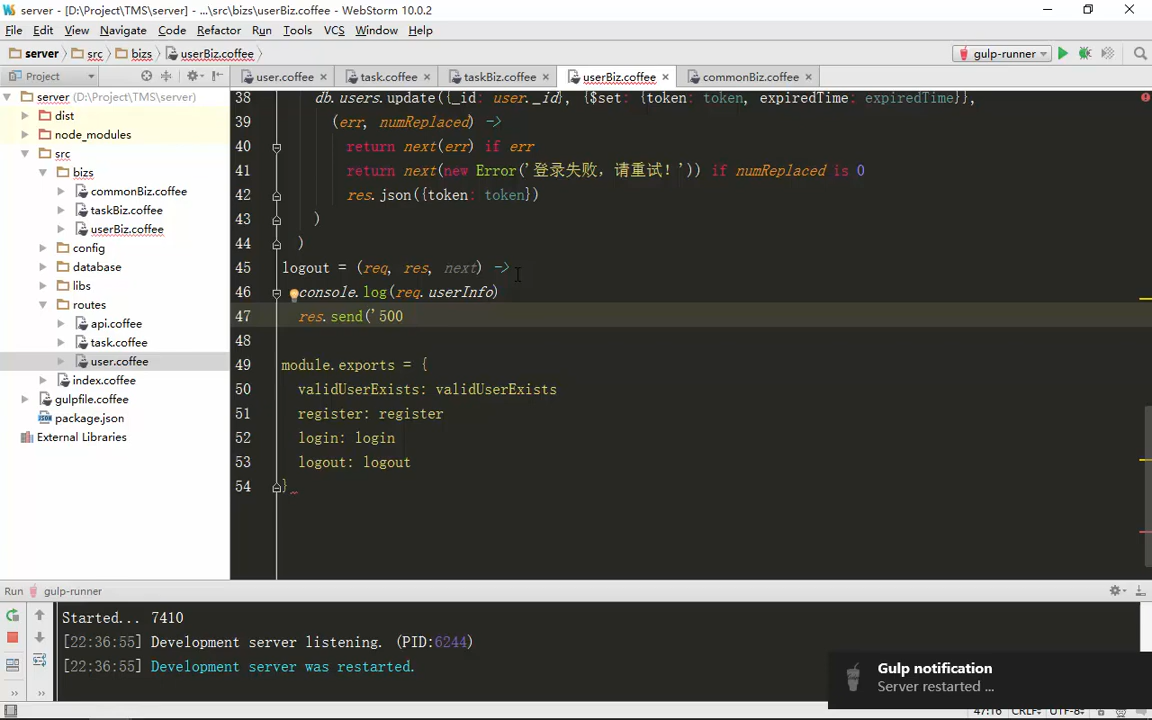 server - [D:\Project\TMS\server] - ...\src\bizs\userBiz.coffee - WebStorm 10.0.2
File Edit View Navigate Code Refactor Run Tools VCS Window Help
server src bizs userBiz.coffee gulp-runner
Project user.coffee task.coffee taskBiz.coffee userBiz.coffee commonBiz.coffee
server (D:\Project\TMS\server)
dist
node_modules
src
bizs
commonBiz.coffee
taskBiz.coffee
userBiz.coffee
config
database
libs
routes
api.coffee
task.coffee
user.coffee
index.coffee
gulpfile.coffee
package.json
External Libraries
38 db.users.update({_id: user._id}, {$set: {token: token, expiredTime: expiredTime}},
39 (err, numReplaced) ->
40 return next(err) if err
41 return next(new Error('登录失败，请重试！')) if numReplaced is 0
42 res.json({token: token})
43 )
44 )
45 logout = (req, res, next) ->
46 console.log(req.userInfo)
47 res.send('500
48
49 module.exports = {
50 validUserExists: validUserExists
51 register: register
52 login: login
53 logout: logout
54 }
Run gulp-runner
Started... 7410
[22:36:55] Development server listening. (PID:6244)
[22:36:55] Development server was restarted.
Gulp notification
Server restarted ...
47:16 CRLF UTF-8